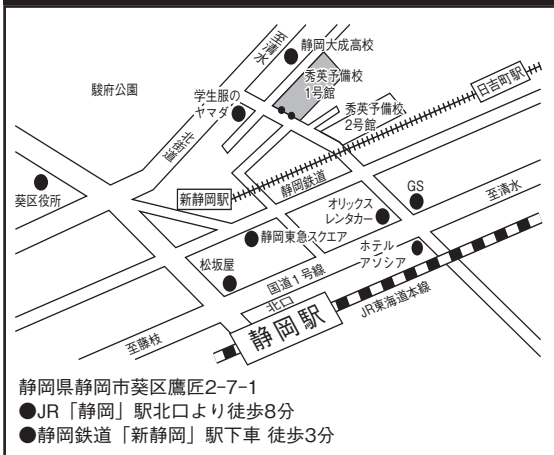 至清水
静岡大成高校
秀英予備校
1号館
日吉町駅
駿府公園
学生服の
ヤマダ
秀英予備校
2号館
北街道
静岡鉄道
葵区役所
新静岡駅
GS
至清水
オリックス
レンタカー
静岡東急スクエア
ホテル
アソシア
松坂屋
国道1号線
北口
JR東海道本線
静岡駅
至藤枝
静岡県静岡市葵区鷹匠2-7-1
●JR「静岡」駅北口より徒歩8分
●静岡鉄道「新静岡」駅下車 徒歩3分